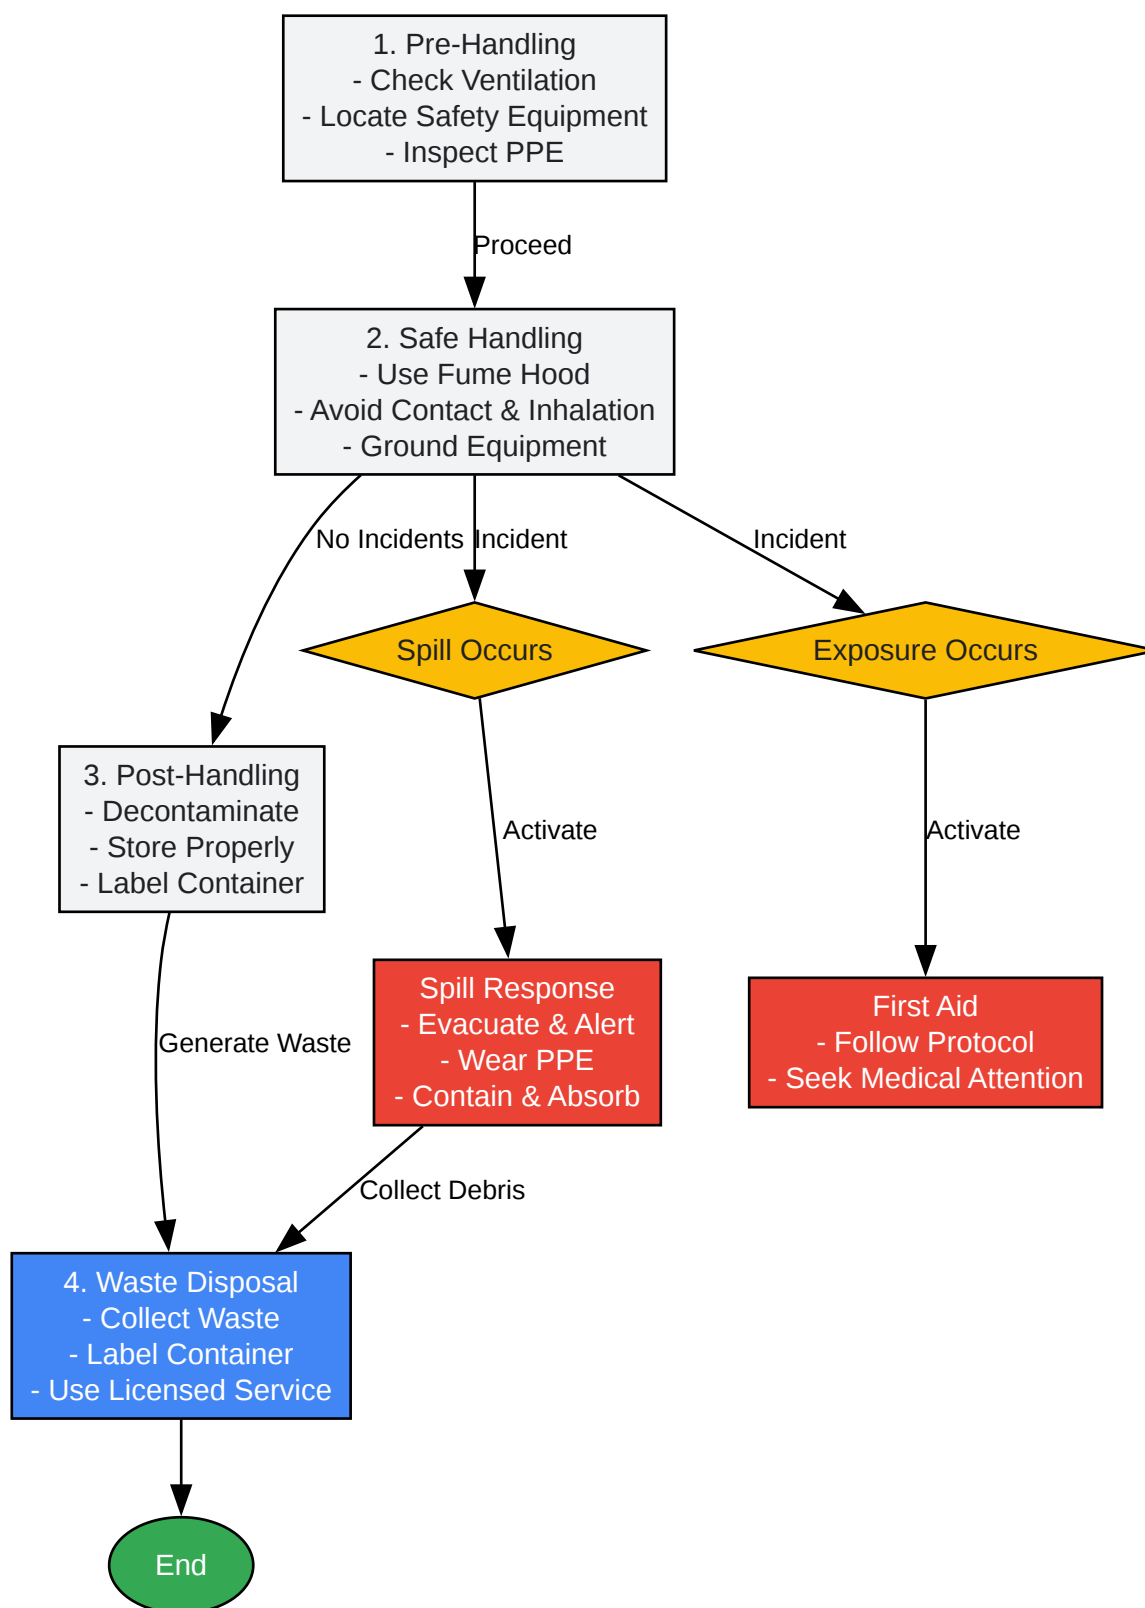 1. Pre-Handling
- Check Ventilation
- Locate Safety Equipment
- Inspect PPE
Proceed
2. Safe Handling
- Use Fume Hood
- Avoid Contact & Inhalation
- Ground Equipment
No Incidents
Incident
Incident
Spill Occurs
Exposure Occurs
3. Post-Handling
- Decontaminate
- Store Properly
- Label Container
Activate
Activate
Spill Response
- Evacuate & Alert
- Wear PPE
- Contain & Absorb
First Aid
- Follow Protocol
- Seek Medical Attention
Generate Waste
Collect Debris
4. Waste Disposal
- Collect Waste
- Label Container
- Use Licensed Service
End